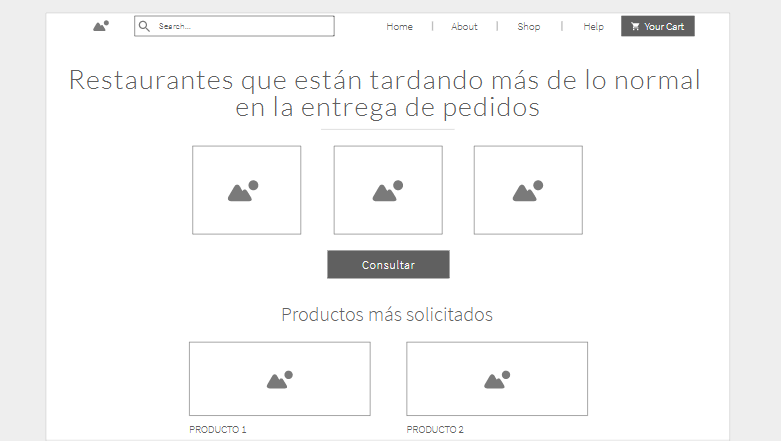 Search...
Home | About | Shop | Help
Your Cart
Restaurantes que están tardando más de lo normal
en la entrega de pedidos
Consultar
Productos más solicitados
PRODUCTO 1
PRODUCTO 2